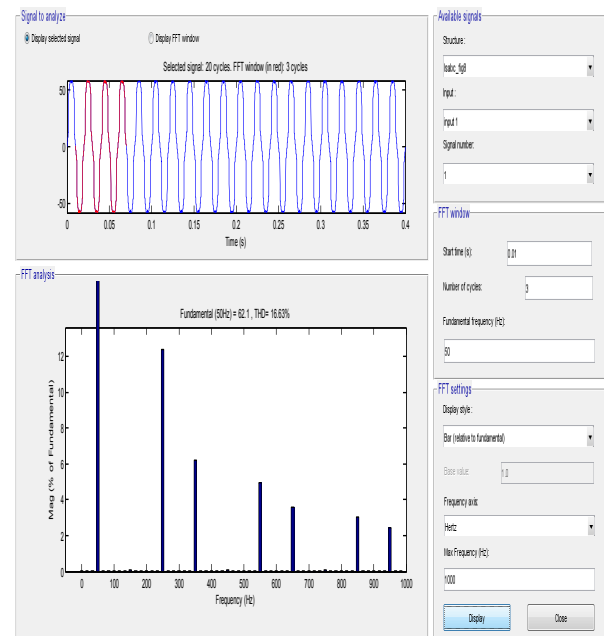 Signal to analyze
Display selected signal
Display FFT window
Selected signal: 20 cycles. FFT window (in red): 3 cycles
50
0
-50
0 0.05 0.1 0.15 0.2 0.25 0.3 0.35 0.4
Time (s)
FFT analysis
Fundamental (50Hz) = 62.1 , THD= 16.63%
Mag (% of Fundamental)
12
10
8
6
4
2
0
0 100 200 300 400 500 600 700 800 900 1000
Frequency (Hz)
Available signals
Structure :
Isabc_fig8
Input :
input 1
Signal number:
1
FFT window
Start time (s): 0.01
Number of cycles: 3
Fundamental frequency (Hz):
50
FFT settings
Display style :
Bar (relative to fundamental)
Base value: 1.0
Frequency axis:
Hertz
Max Frequency (Hz):
1000
Display
Close